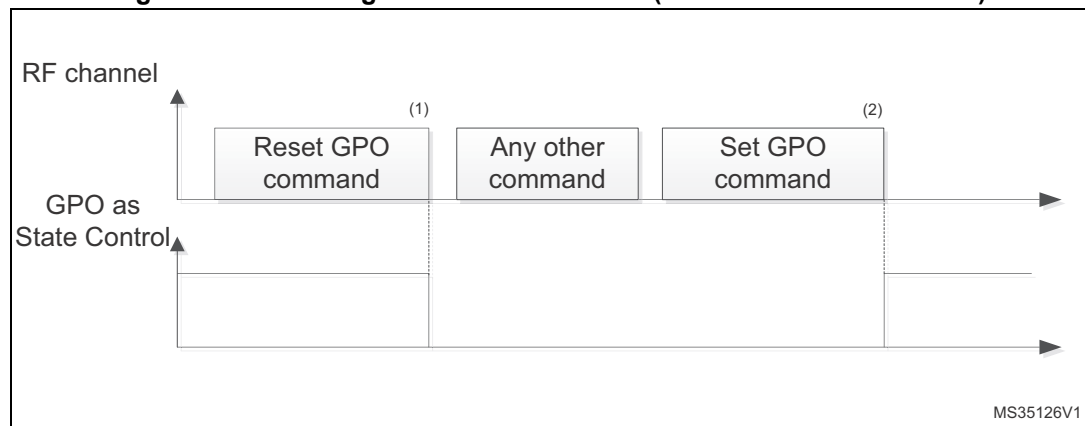 RF channel
(1)
(2)
Reset GPO
command
Any other
command
Set GPO
command
GPO as
State Control
MS35126V1